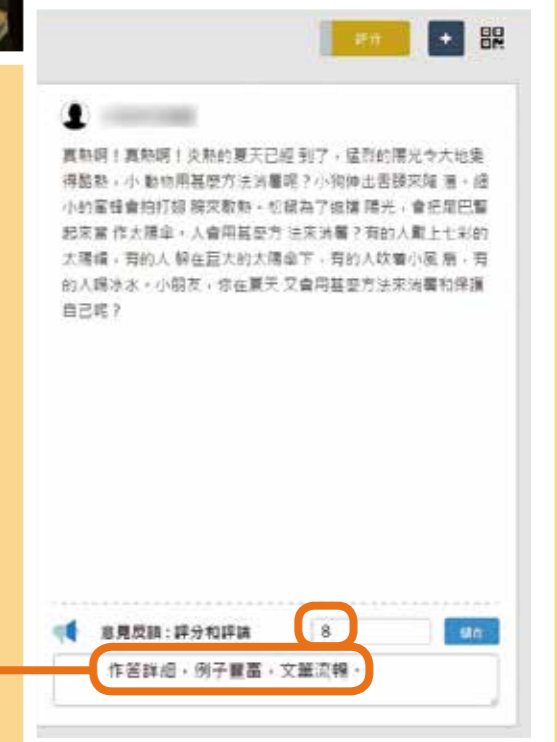 評分
真熱啊!真熱啊!炎熱的夏天已經 到了,猛烈的陽光令大地變
得酷熱,小 動物用甚麼方法消暑呢?小狗伸出舌頭來降 溫。細
小的蜜蜂會拍打翅 膀來散熱。松鼠為了遮擋 陽光,會把尾巴豎
起來當 作太陽傘。人會用甚麼方 法來消暑?有的人戴上七彩的
太陽帽,有的人 躺在巨大的太陽傘下,有的人吹着小風 扇,有
的人喝冰水。小朋友,你在夏天 又會用甚麼方法來消暑和保護
自己呢?
意見反饋:評分和評論
8
儲存
作答詳細,例子豐富,文筆流暢。